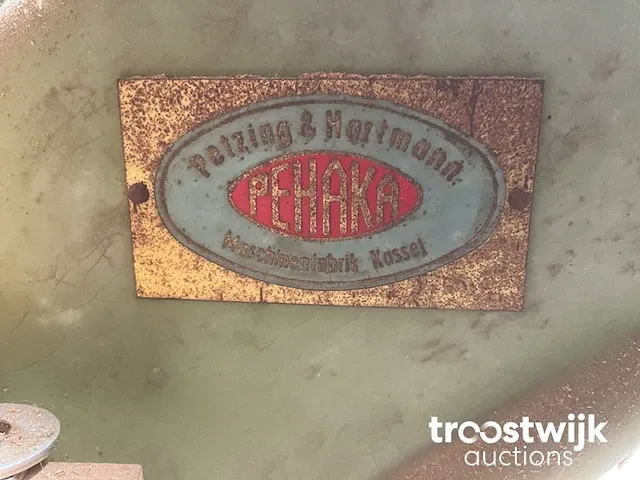 Petzing & Hartmann
PEHAKA
Maschinenfabrik Kassel
troostwijk
auctions